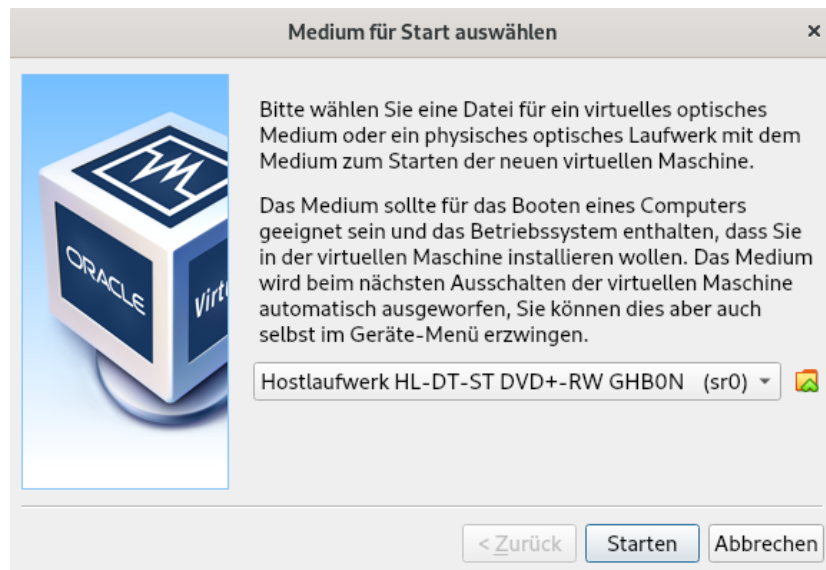 Medium für Start auswählen
Bitte wählen Sie eine Datei für ein virtuelles optisches
Medium oder ein physisches optisches Laufwerk mit dem
Medium zum Starten der neuen virtuellen Maschine.
Das Medium sollte für das Booten eines Computers
geeignet sein und das Betriebssystem enthalten, dass Sie
in der virtuellen Maschine installieren wollen. Das Medium
wird beim nächsten Ausschalten der virtuellen Maschine
automatisch ausgeworfen, Sie können dies aber auch
selbst im Geräte-Menü erzwingen.
ORACLE
Virt
Hostlaufwerk HL-DT-ST DVD+-RW GHB0N (sr0)
< Zurück
Starten
Abbrechen